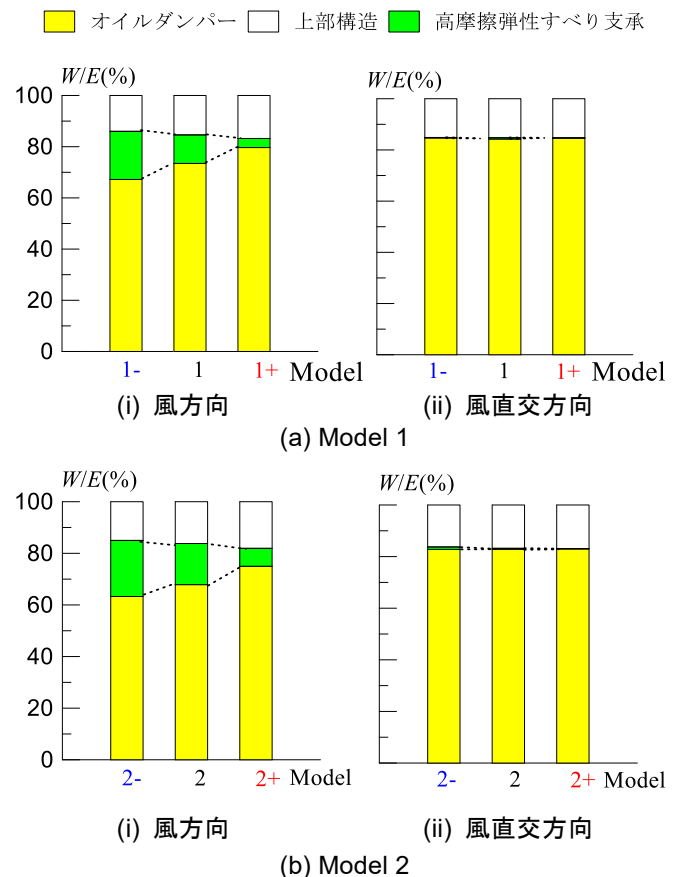 オイルダンパー 上部構造 高摩擦弾性すべり支承
W/E(%)
100
80
60
40
20
0
1- 1 1+ Model
(i) 風方向
W/E(%)
1- 1 1+ Model
(ii) 風直交方向
(a) Model 1
W/E(%)
100
80
60
40
20
0
2- 2 2+ Model
(i) 風方向
W/E(%)
2- 2 2+ Model
(ii) 風直交方向
(b) Model 2